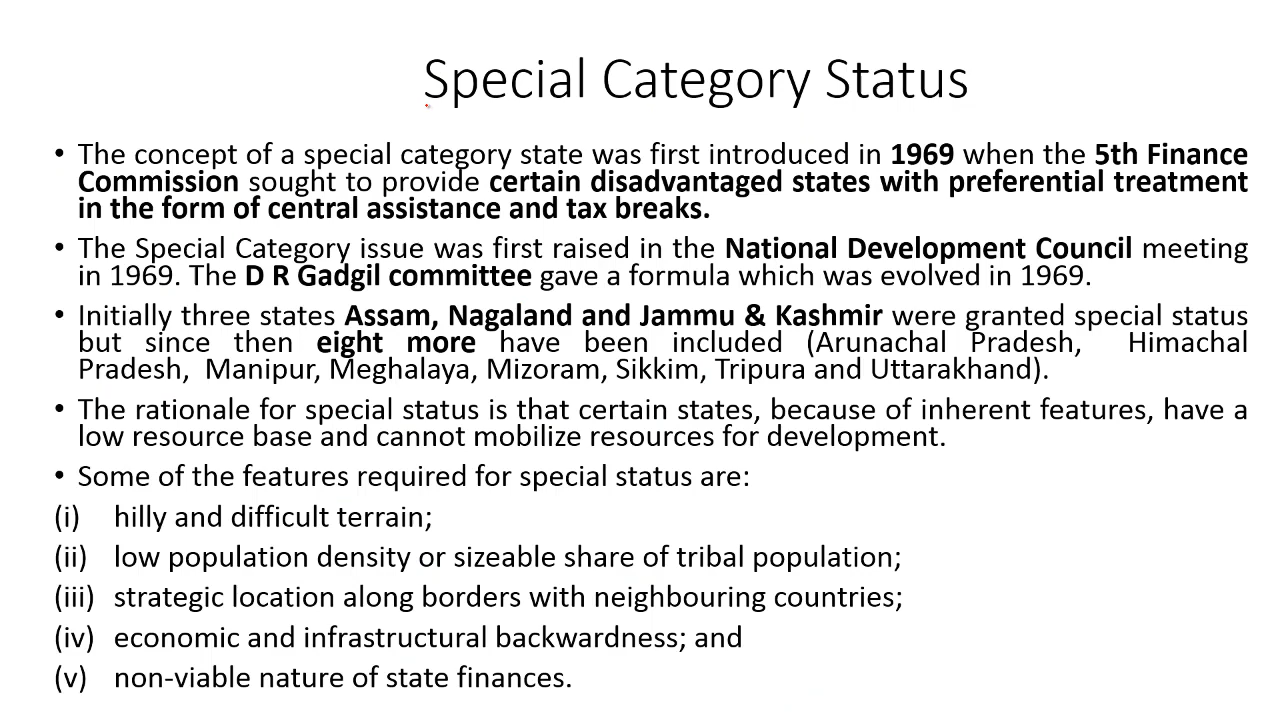 Special Category Status
• The concept of a special category state was first introduced in 1969 when the 5th Finance
Commission sought to provide certain disadvantaged states with preferential treatment
in the form of central assistance and tax breaks.
• The Special Category issue was first raised in the National Development Council meeting
in 1969. The D R Gadgil committee gave a formula which was evolved in 1969.
• Initially three states Assam, Nagaland and Jammu & Kashmir were granted special status
but since then eight more have been included (Arunachal Pradesh, Himachal
Pradesh, Manipur, Meghalaya, Mizoram, Sikkim, Tripura and Uttarakhand).
• The rationale for special status is that certain states, because of inherent features, have a
low resource base and cannot mobilize resources for development.
• Some of the features required for special status are:
(i) hilly and difficult terrain;
(ii) low population density or sizeable share of tribal population;
(iii) strategic location along borders with neighbouring countries;
(iv) economic and infrastructural backwardness; and
(v) non-viable nature of state finances.